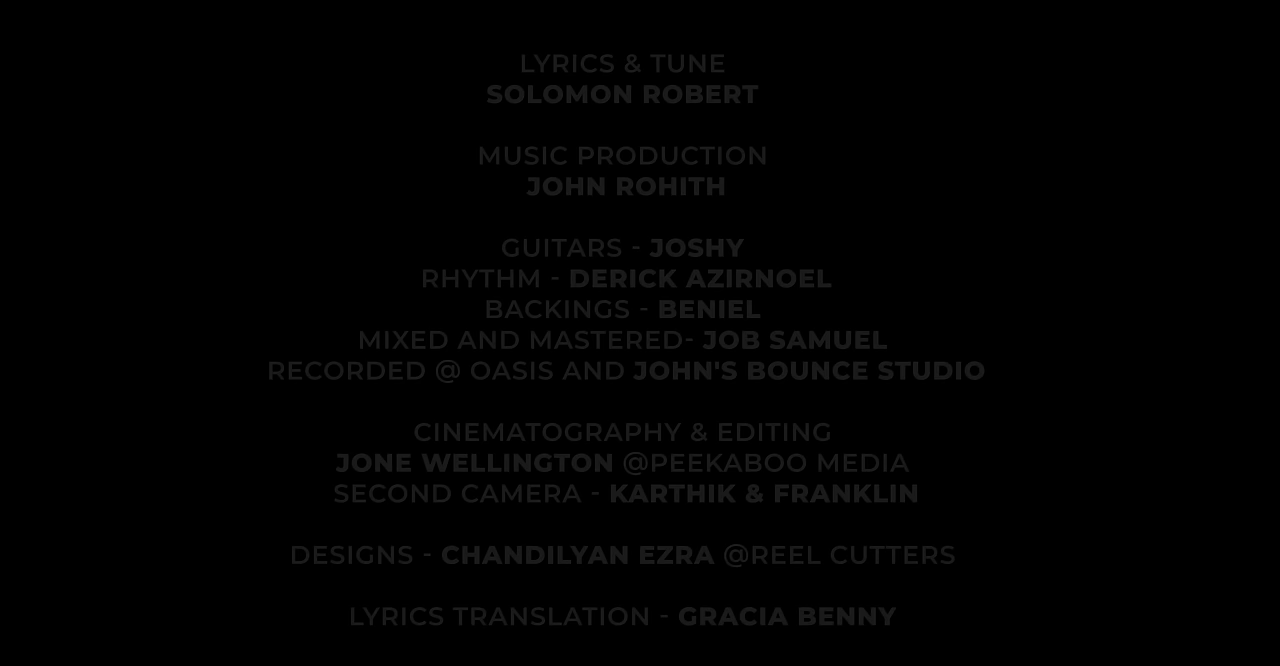 LYRICS & TUNE
SOLOMON ROBERT
MUSIC PRODUCTION
JOHN ROHITH
GUITARS - JOSHY
RHYTHM - DERICK AZIRNOEL
BACKINGS - BENIEL
MIXED AND MASTERED- JOB SAMUEL
RECORDED @ OASIS AND JOHN'S BOUNCE STUDIO
CINEMATOGRAPHY & EDITING
JONE WELLINGTON @PEEKABOO MEDIA
SECOND CAMERA - KARTHIK & FRANKLIN
DESIGNS - CHANDILYAN EZRA @REEL CUTTERS
LYRICS TRANSLATION - GRACIA BENNY